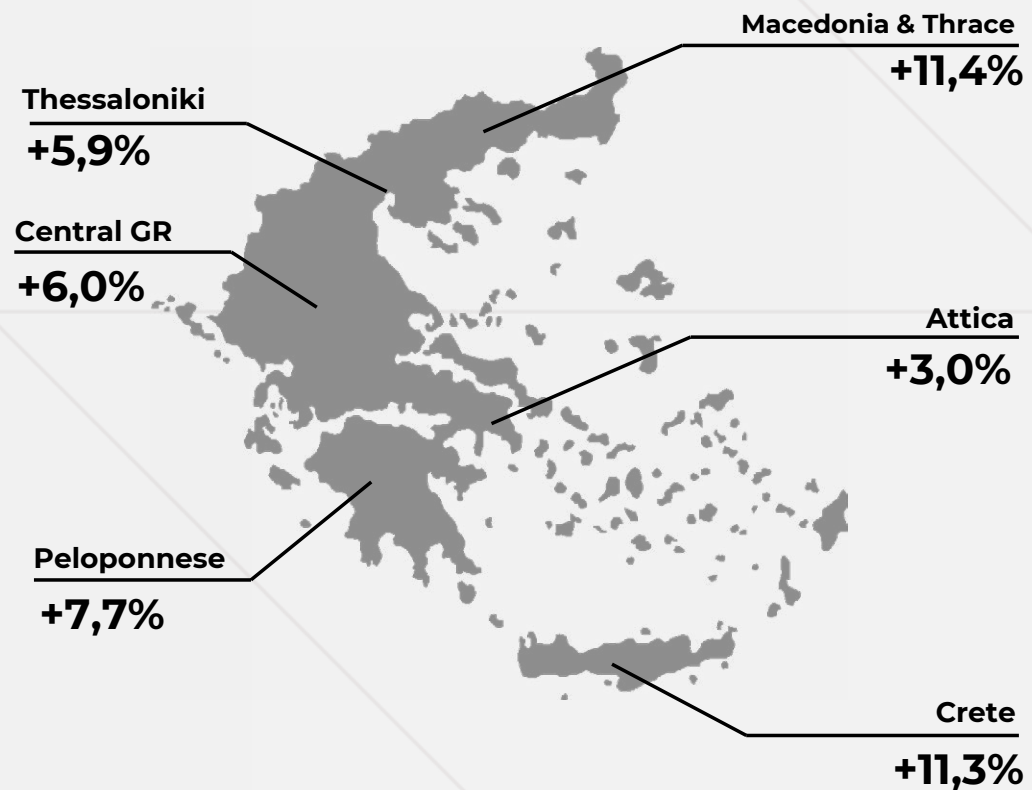 Macedonia & Thrace
+11,4%
Thessaloniki
+5,9%
Central GR
+6,0%
Attica
+3,0%
Peloponnese
+7,7%
Crete
+11,3%